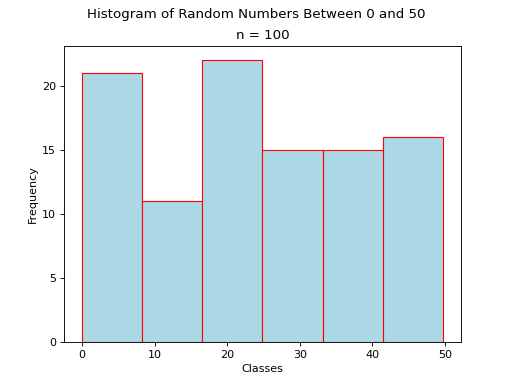 Histogram of Random Numbers Between 0 and 50
n = 100
20
15
10
5
0
Frequency
0 10 20 30 40 50
Classes